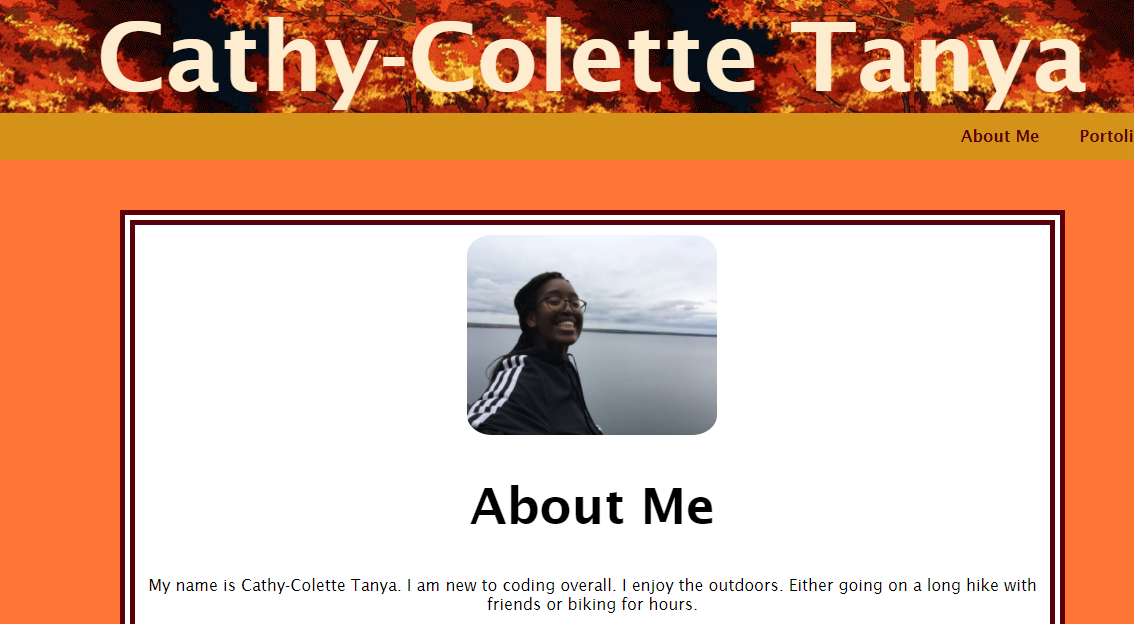 Cathy-Colette Tanya
About Me Portoli
About Me
My name is Cathy-Colette Tanya. I am new to coding overall. I enjoy the outdoors. Either going on a long hike with
friends or biking for hours.